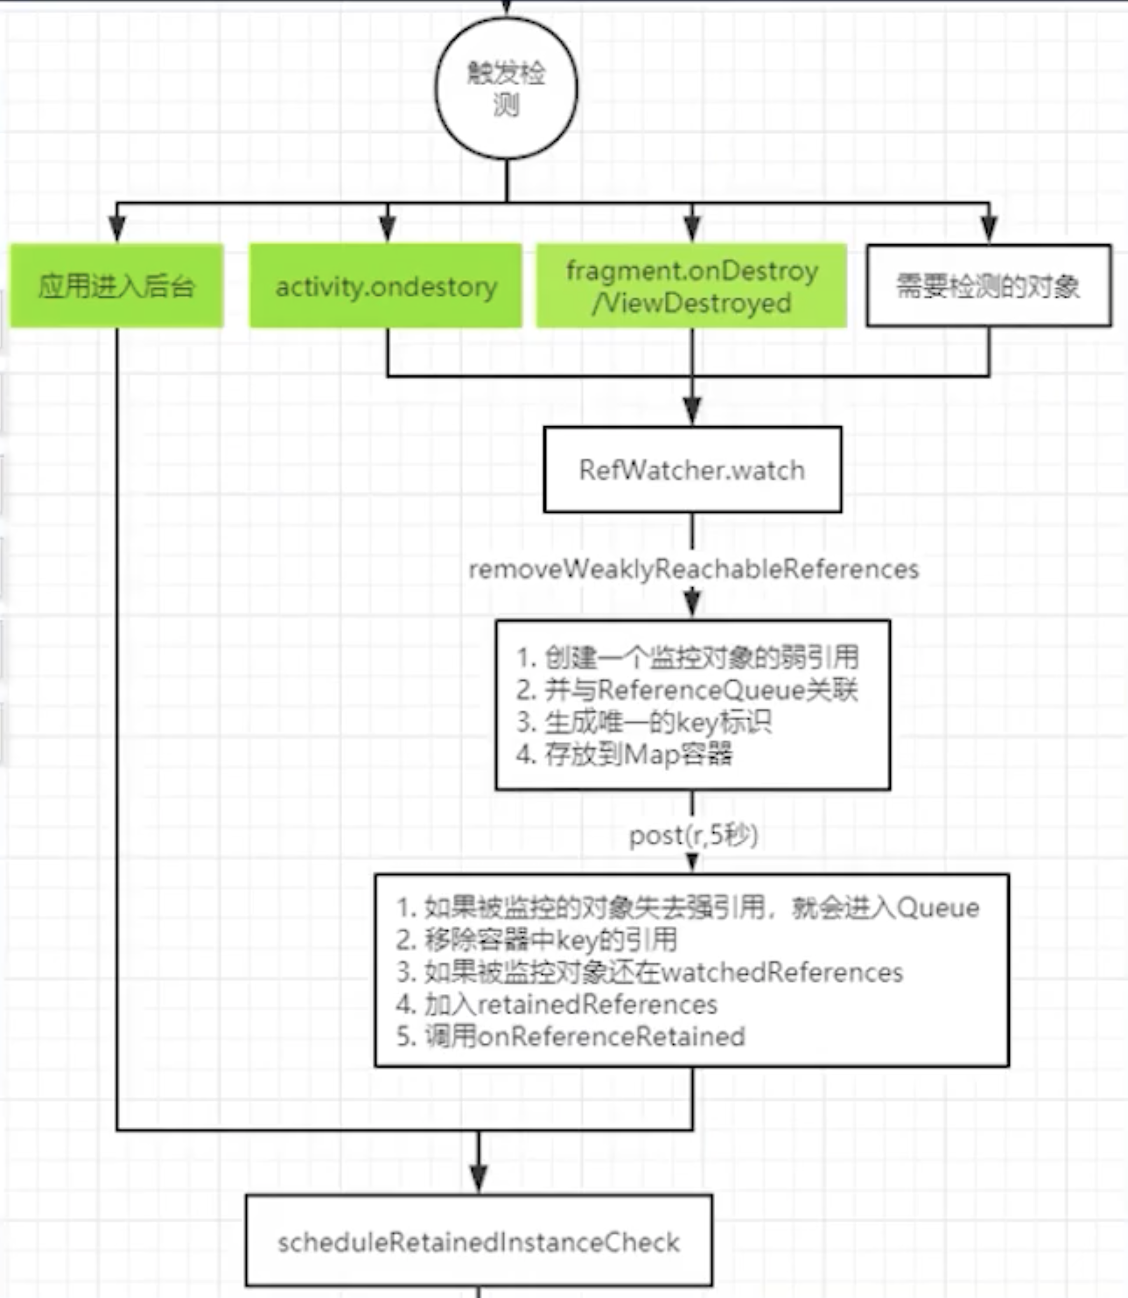 触发检
测
应用进入后台
activity.ondestory
fragment.onDestroy
/ViewDestroyed
需要检测的对象
RefWatcher.watch
removeWeaklyReachableReferences
1. 创建一个监控对象的弱引用
2. 并与ReferenceQueue关联
3. 生成唯一的key标识
4. 存放到Map容器
post(r,5秒)
1. 如果被监控的对象失去强引用，就会进入Queue
2. 移除容器中key的引用
3. 如果被监控对象还在watchedReferences
4. 加入retainedReferences
5. 调用onReferenceRetained
scheduleRetainedInstanceCheck